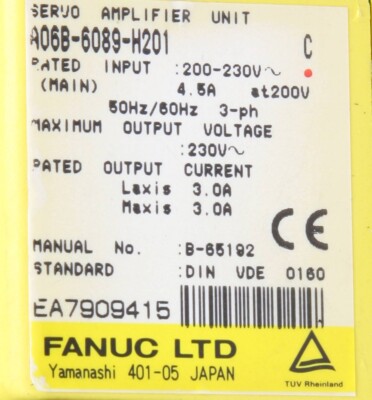 SERVO AMPLIFIER UNIT
A06B-6089-H201 C
RATED INPUT :200-230V~
(MAIN) 4.5A at200V
50Hz/60Hz 3-ph
MAXIMUM OUTPUT VOLTAGE
:230V~
RATED OUTPUT CURRENT
Laxis 3.0A
Maxis 3.0A
CE
MANUAL No. :B-65192
STANDARD :DIN VDE 0160
EA7909415
FANUC LTD
Yamanashi 401-05 JAPAN
TUV Rheinland